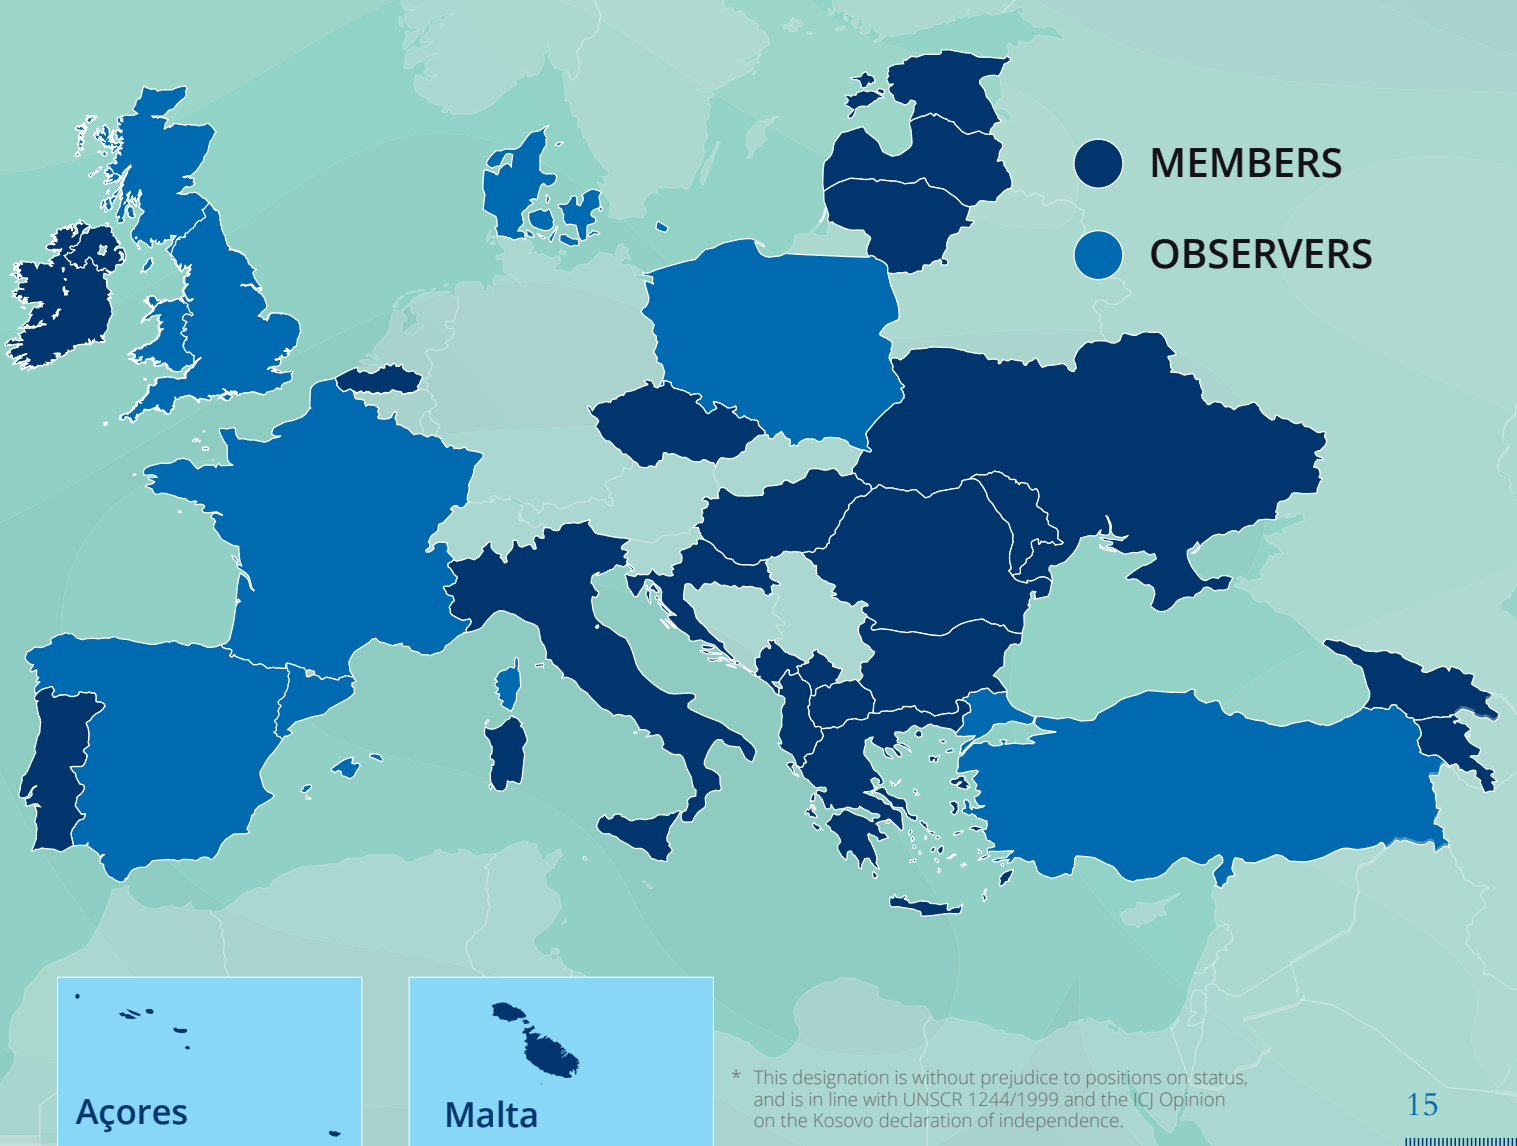 MEMBERS
OBSERVERS
Açores
Malta
* This designation is without prejudice to positions on status,
and is in line with UNSCR 1244/1999 and the ICJ Opinion
on the Kosovo declaration of independence.
15